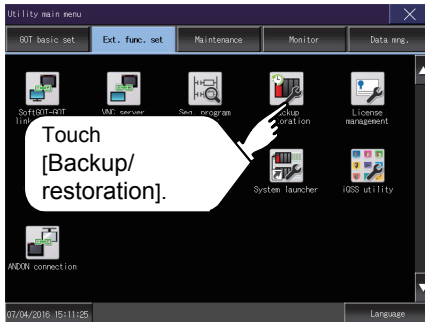 Utility main menu
GOT basic set
Ext. func. set
Maintenance
Monitor
Data mng.
SoftGOT-GOT
VNC server
Seq. program
License
management
Touch
[Backup/
restoration].
System launcher
iQSS utility
ANDON connection
07/04/2016 15:11:25
Language